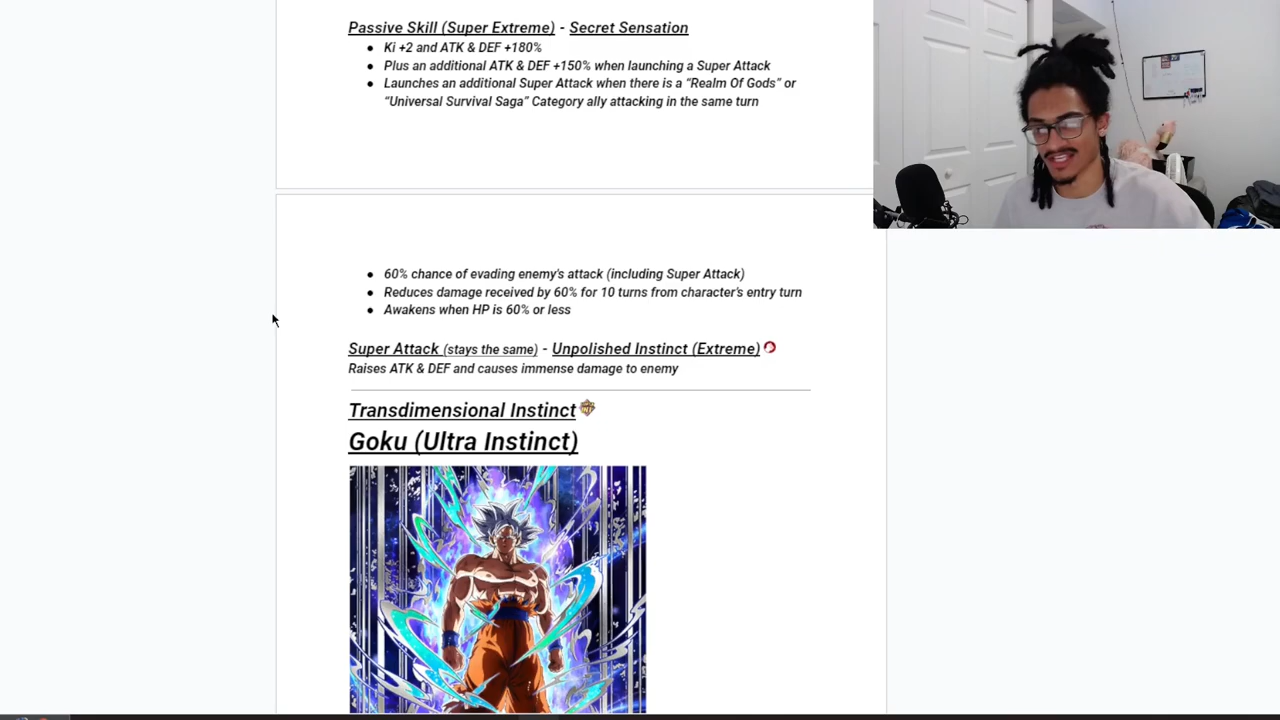 Passive Skill (Super Extreme) - Secret Sensation
● Ki +2 and ATK & DEF +180%
● Plus an additional ATK & DEF +150% when launching a Super Attack
● Launches an additional Super Attack when there is a “Realm Of Gods” or
“Universal Survival Saga” Category ally attacking in the same turn
● 60% chance of evading enemy's attack (including Super Attack)
● Reduces damage received by 60% for 10 turns from character's entry turn
● Awakens when HP is 60% or less
Super Attack (stays the same) - Unpolished Instinct (Extreme)
Raises ATK & DEF and causes immense damage to enemy
Transdimensional Instinct
Goku (Ultra Instinct)